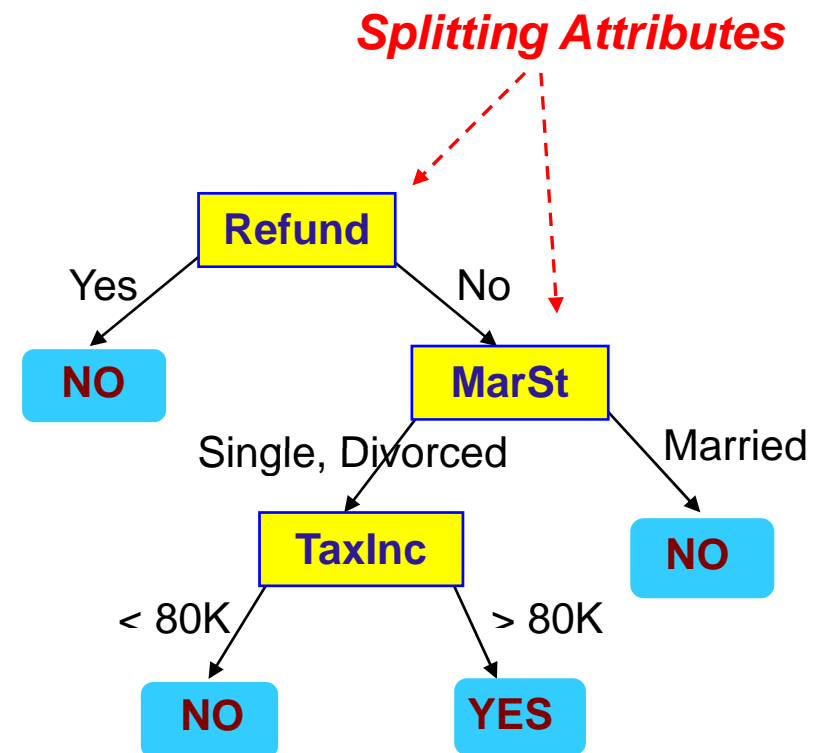 Splitting Attributes
Refund
Yes
No
NO
MarSt
Single, Divorced
Married
TaxInc
NO
< 80K
> 80K
NO
YES